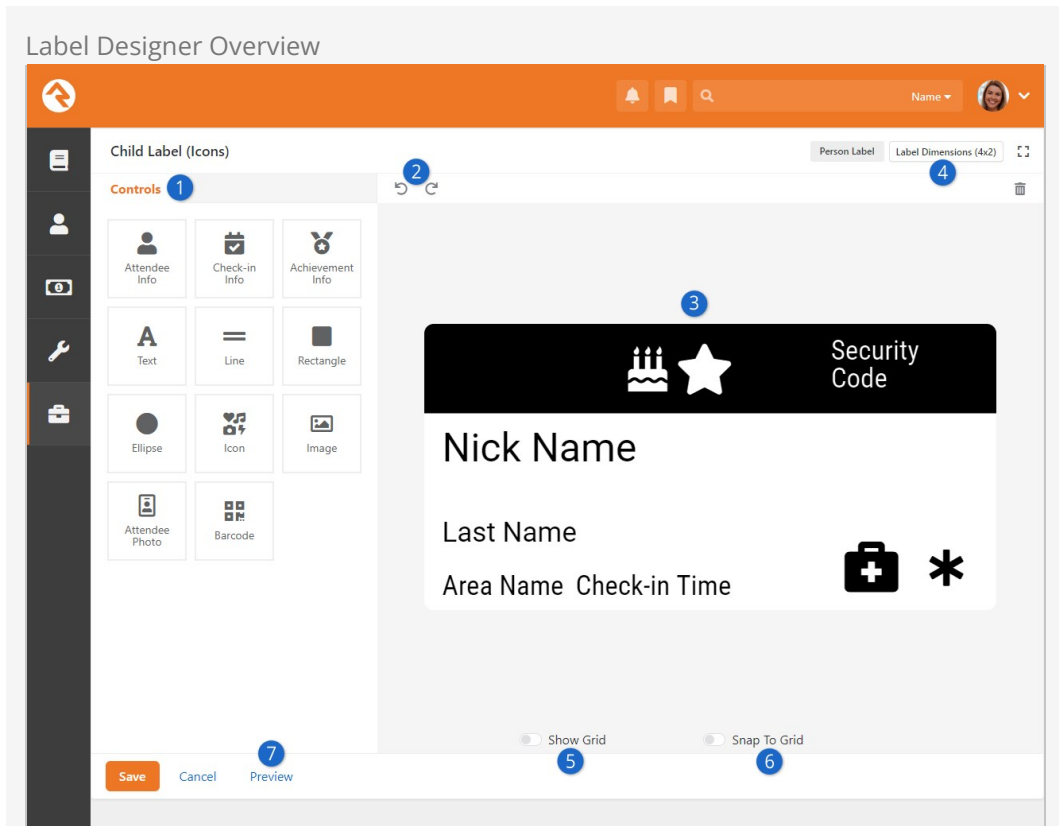 Label Designer Overview
Name
Child Label (Icons)
Person Label
Label Dimensions (4x2)
4
Controls
1
2
Attendee
Info
Check-in
Info
Achievement
Info
A
Text
Line
Rectangle
Ellipse
Icon
Image
Attendee
Photo
Barcode
3
Security
Code
Nick Name
Last Name
Area Name Check-in Time
Show Grid
5
Snap To Grid
6
7
Save
Cancel
Preview